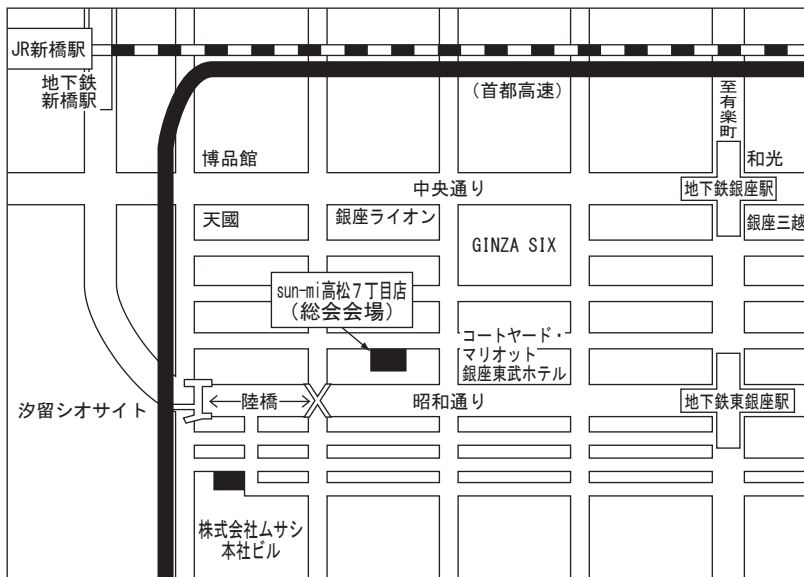 JR新橋駅
地下鉄
新橋駅
(首都高速)
至有楽町
博品館
和光
中央通り
地下鉄銀座駅
天國
銀座ライオン
銀座三越
GINZA SIX
sun-mi高松7丁目店
(総会会場)
コートヤード・
マリオット
銀座東武ホテル
汐留シオサイト
陸橋
昭和通り
地下鉄東銀座駅
株式会社ムサシ
本社ビル